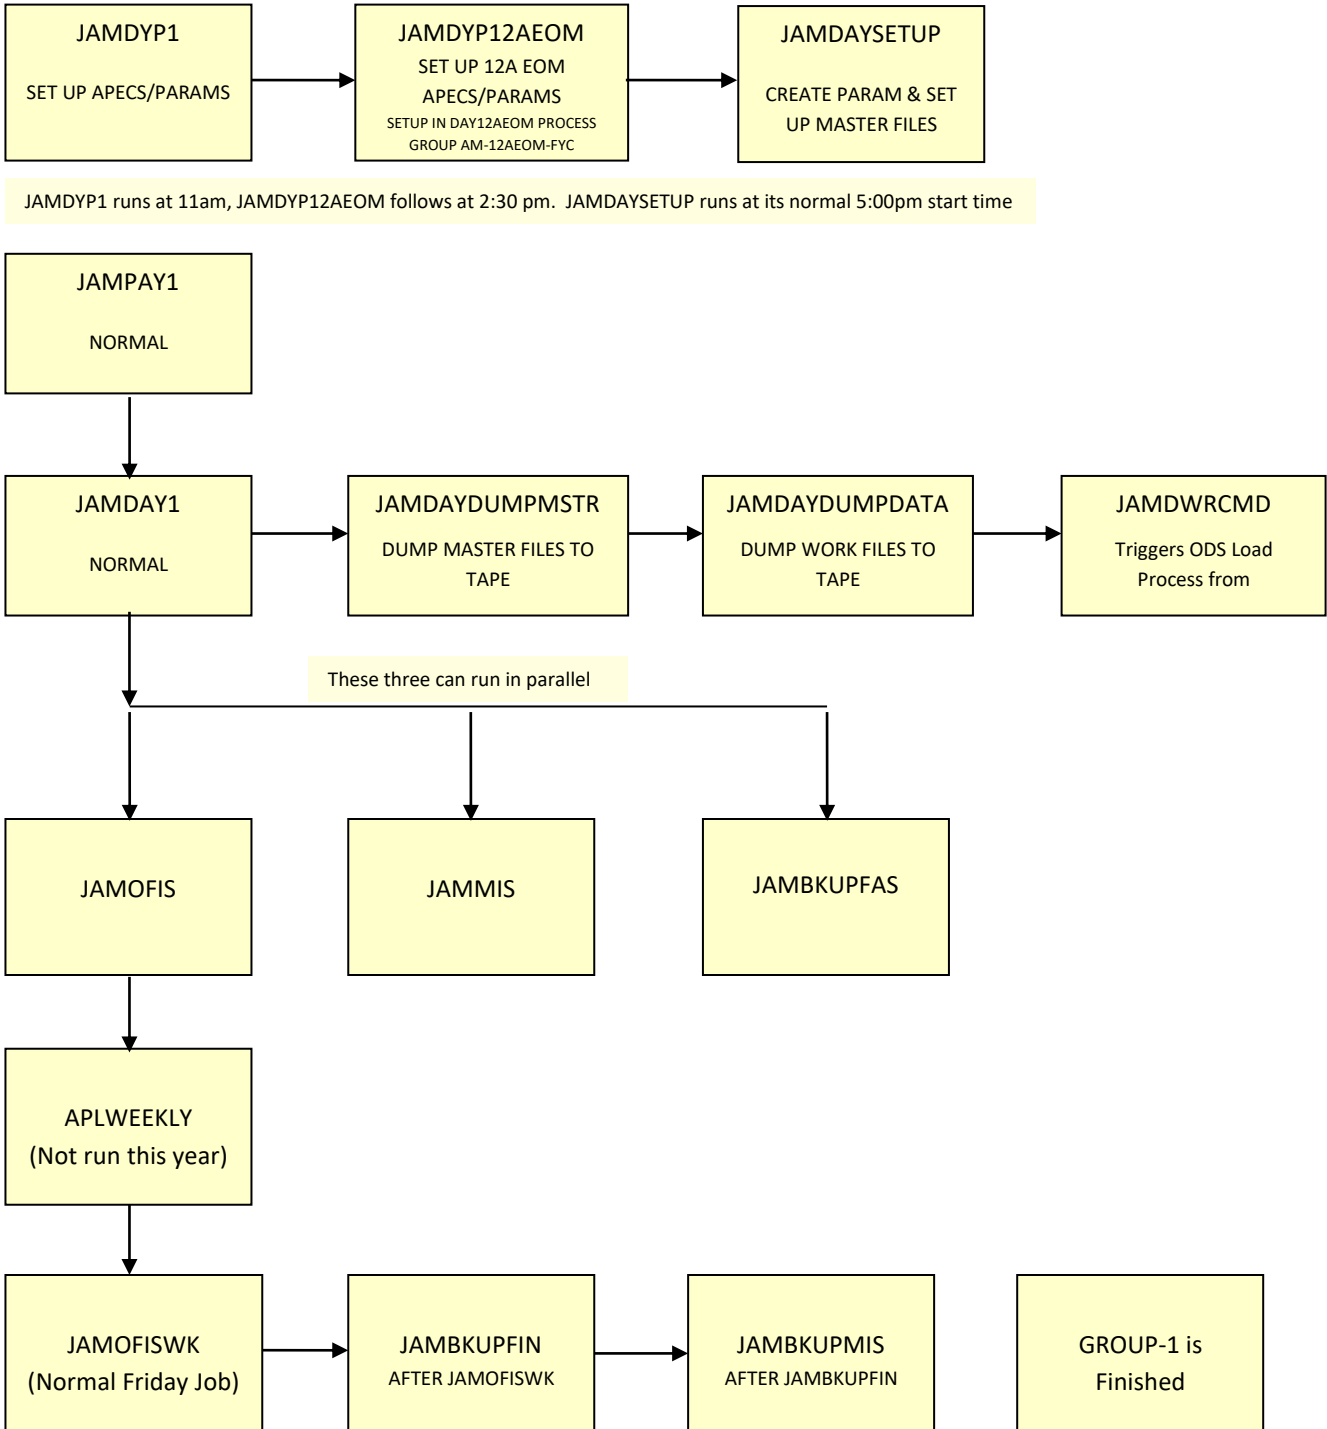 JAMDYP1
SET UP APECS/PARAMS
JAMDYP12AEOM
SET UP 12A EOM
APECS/PARAMS
SETUP IN DAY12AEOM PROCESS
GROUP AM-12AEOM-FYC
JAMDAYSETUP
CREATE PARAM & SET
UP MASTER FILES
JAMDYP1 runs at 11am, JAMDYP12AEOM follows at 2:30 pm.  JAMDAYSETUP runs at its normal 5:00pm start time
JAMPAY1
NORMAL
JAMDAY1
NORMAL
JAMDAYDUMPMSTR
DUMP MASTER FILES TO
TAPE
JAMDAYDUMPDATA
DUMP WORK FILES TO
TAPE
JAMDWRCMD
Triggers ODS Load
Process from
These three can run in parallel
JAMOFIS
JAMMIS
JAMBKUPFAS
APLWEEKLY
(Not run this year)
JAMOFISWK
(Normal Friday Job)
JAMBKUPFIN
AFTER JAMOFISWK
JAMBKUPMIS
AFTER JAMBKUPFIN
GROUP-1 is
Finished